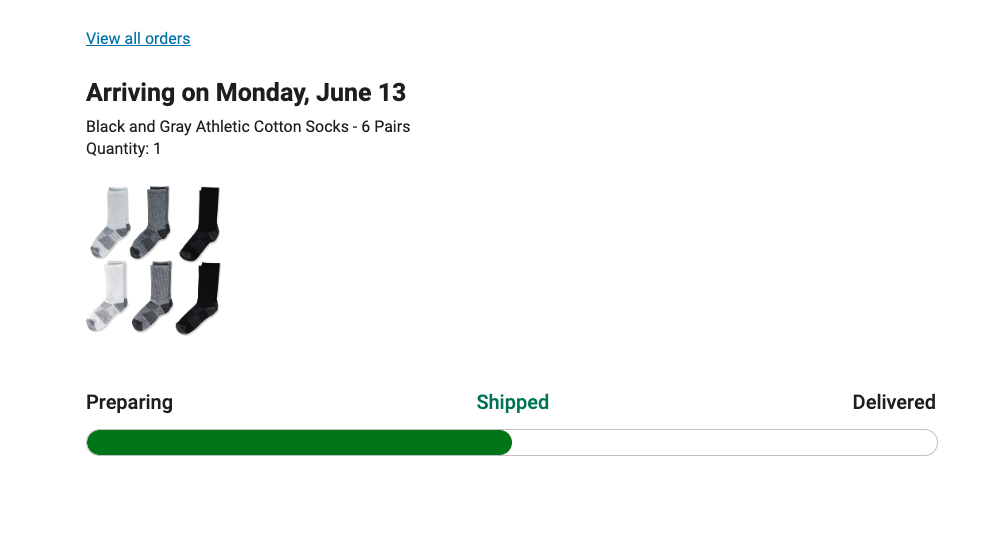 View all orders
Arriving on Monday, June 13
Black and Gray Athletic Cotton Socks - 6 Pairs
Quantity: 1
Preparing
Shipped
Delivered